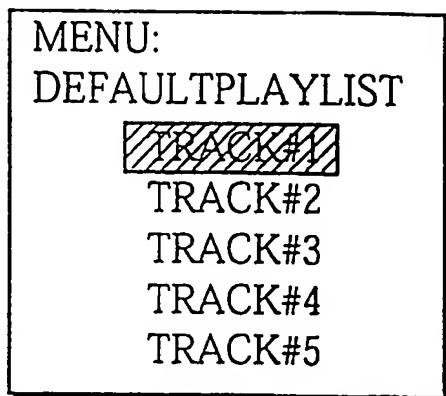 MENU:
DEFAULTPLAYLIST
TRACK#1
TRACK#2
TRACK#3
TRACK#4
TRACK#5